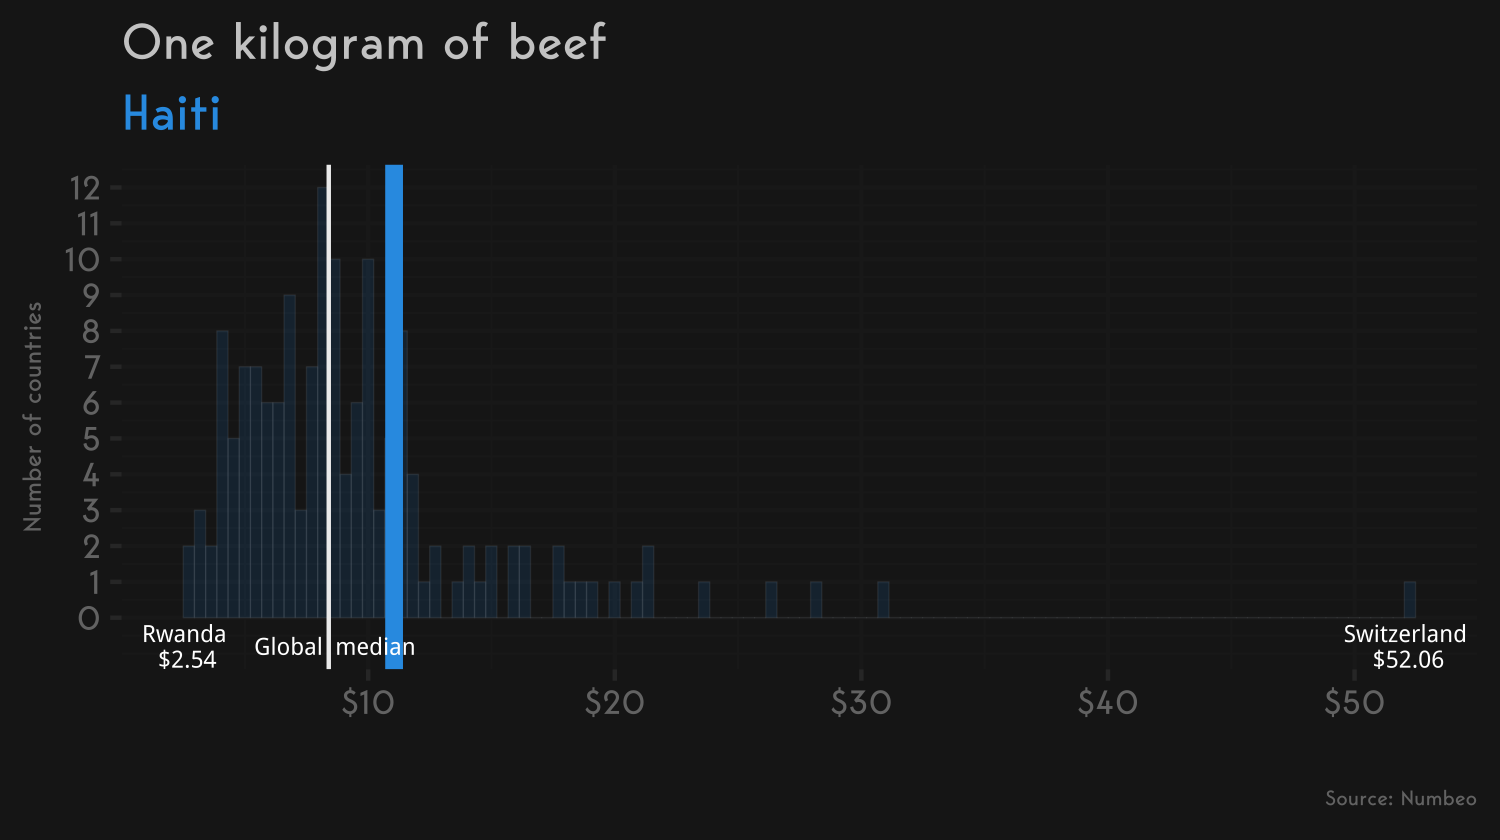 One kilogram of beef
Haiti
Number of countries
12
11
10
9
8
7
6
5
4
3
2
1
0
Rwanda
$2.54
Global median
Switzerland
$52.06
$10 $20 $30 $40 $50
Source: Numbeo